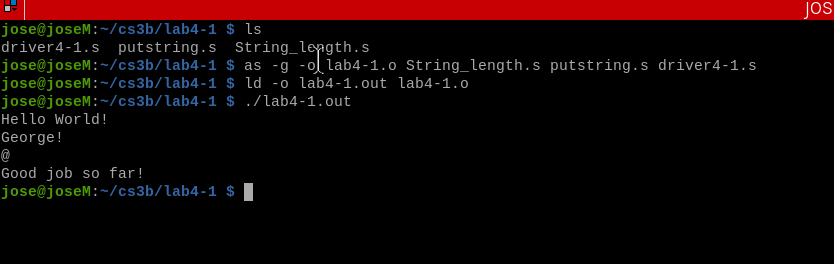 JOS
jose@joseM:~/cs3b/lab4-1 $ ls
driver4-1.s  putstring.s  String_length.s
jose@joseM:~/cs3b/lab4-1 $ as -g -o lab4-1.o String_length.s putstring.s driver4-1.s
jose@joseM:~/cs3b/lab4-1 $ ld -o lab4-1.out lab4-1.o
jose@joseM:~/cs3b/lab4-1 $ ./lab4-1.out
Hello World!
George!
@
Good job so far!
jose@joseM:~/cs3b/lab4-1 $